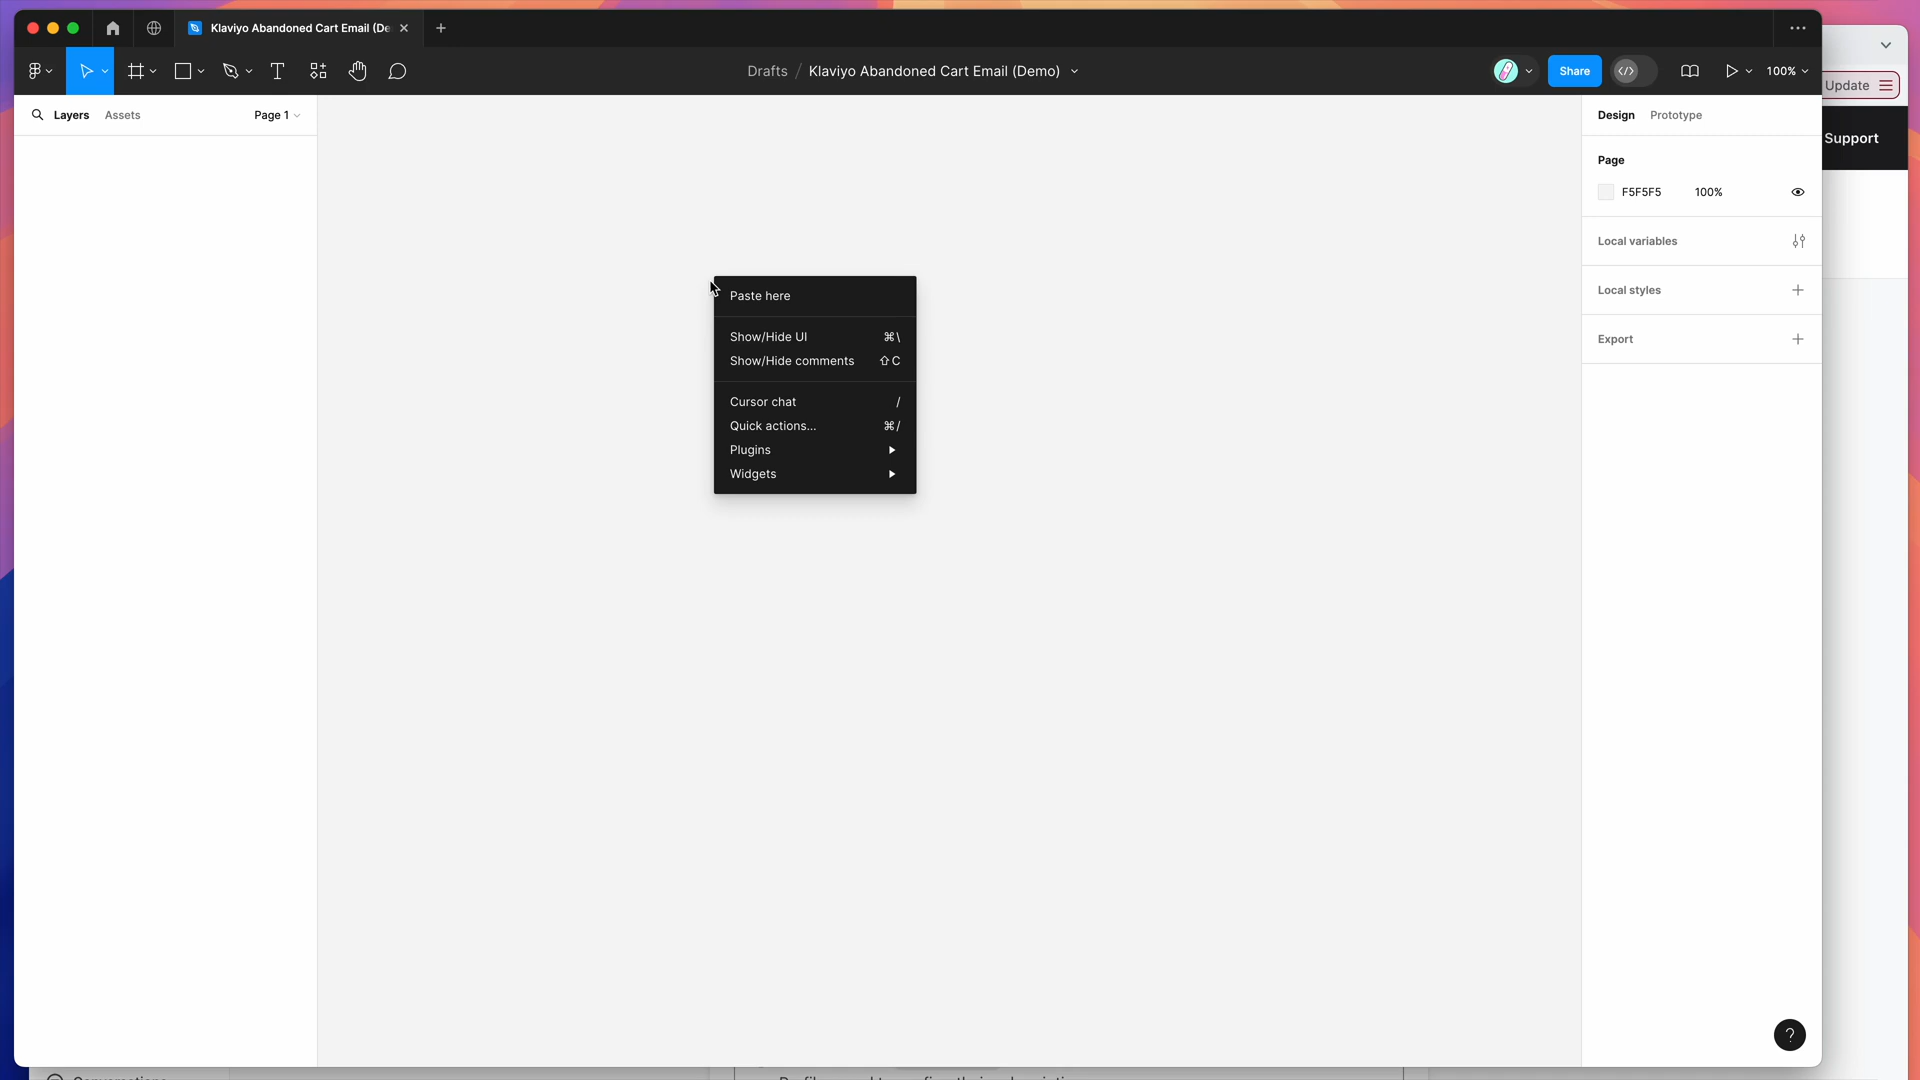 Klaviyo Abandoned Cart Email (De
Drafts / Klaviyo Abandoned Cart Email (Demo)
Share
100%
Update
Layers
Assets
Page 1
Design
Prototype
Support
Page
F5F5F5
100%
Local variables
Local styles
Export
Paste here
Show/Hide UI ⌘\
Show/Hide comments ⇧C
Cursor chat /
Quick actions... ⌘/
Plugins
Widgets
?